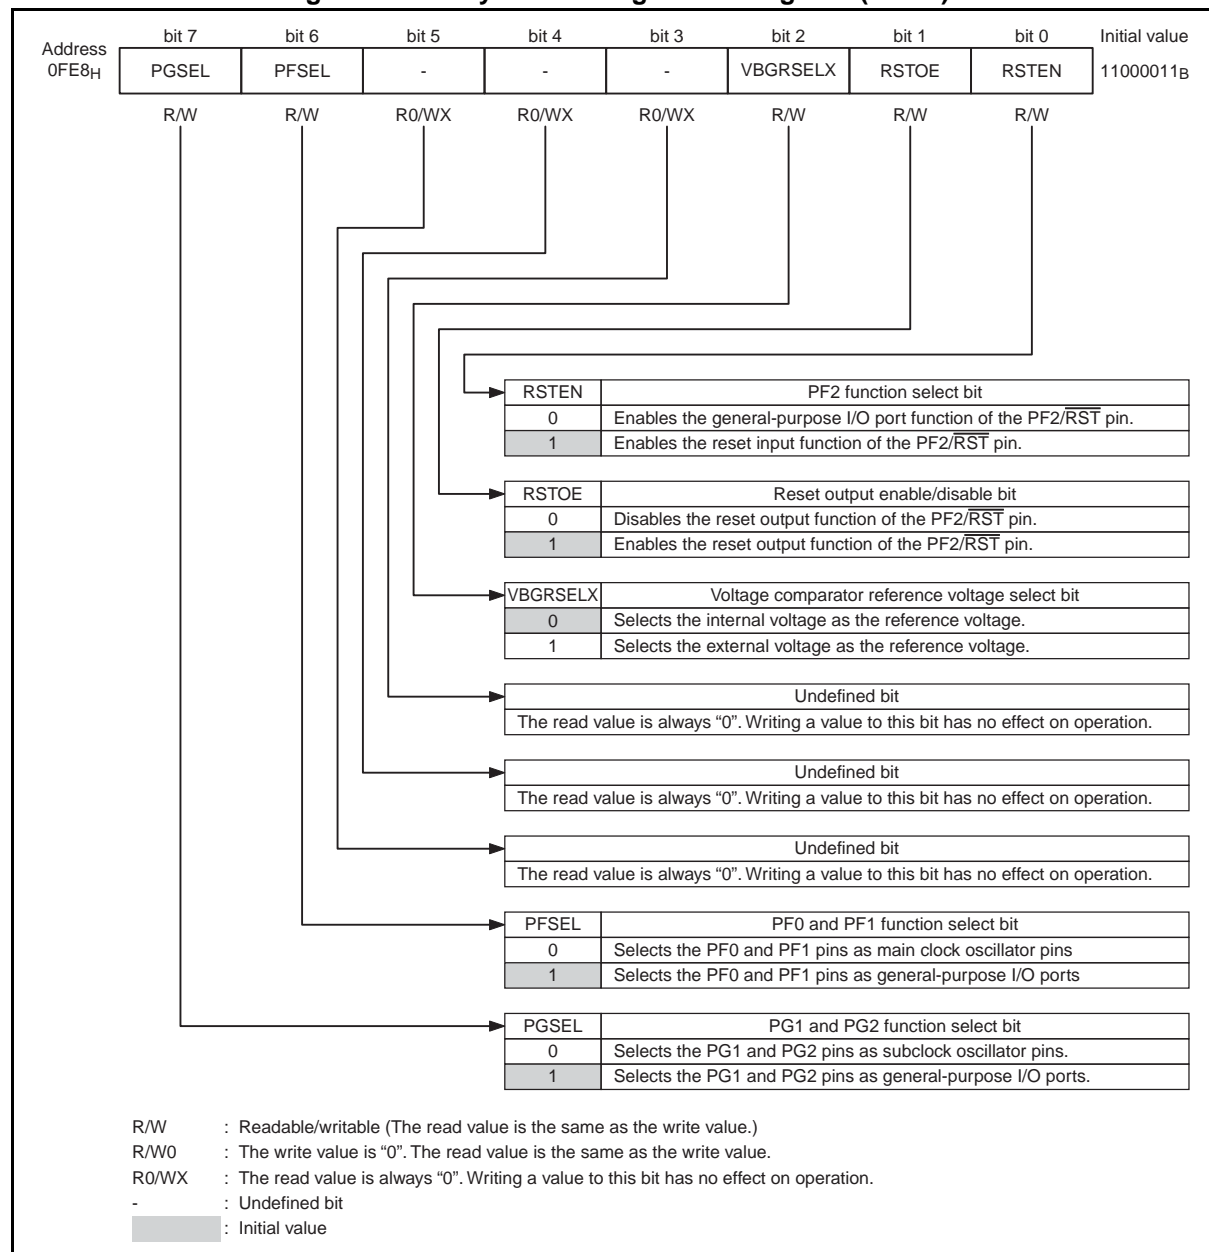 bit 7 bit 6 bit 5 bit 4 bit 3 bit 2 bit 1 bit 0 Initial value
Address
0FE8H PGSEL PFSEL - - - VBGRSELX RSTOE RSTEN 11000011B
R/W R/W R0/WX R0/WX R0/WX R/W R/W R/W
RSTEN PF2 function select bit
0 Enables the general-purpose I/O port function of the PF2/RST pin.
1 Enables the reset input function of the PF2/RST pin.
RSTOE Reset output enable/disable bit
0 Disables the reset output function of the PF2/RST pin.
1 Enables the reset output function of the PF2/RST pin.
VBGRSELX Voltage comparator reference voltage select bit
0 Selects the internal voltage as the reference voltage.
1 Selects the external voltage as the reference voltage.
Undefined bit
The read value is always “0”. Writing a value to this bit has no effect on operation.
Undefined bit
The read value is always “0”. Writing a value to this bit has no effect on operation.
Undefined bit
The read value is always “0”. Writing a value to this bit has no effect on operation.
PFSEL PF0 and PF1 function select bit
0 Selects the PF0 and PF1 pins as main clock oscillator pins
1 Selects the PF0 and PF1 pins as general-purpose I/O ports
PGSEL PG1 and PG2 function select bit
0 Selects the PG1 and PG2 pins as subclock oscillator pins.
1 Selects the PG1 and PG2 pins as general-purpose I/O ports.
R/W : Readable/writable (The read value is the same as the write value.)
R/W0 : The write value is “0”. The read value is the same as the write value.
R0/WX : The read value is always “0”. Writing a value to this bit has no effect on operation.
- : Undefined bit
: Initial value